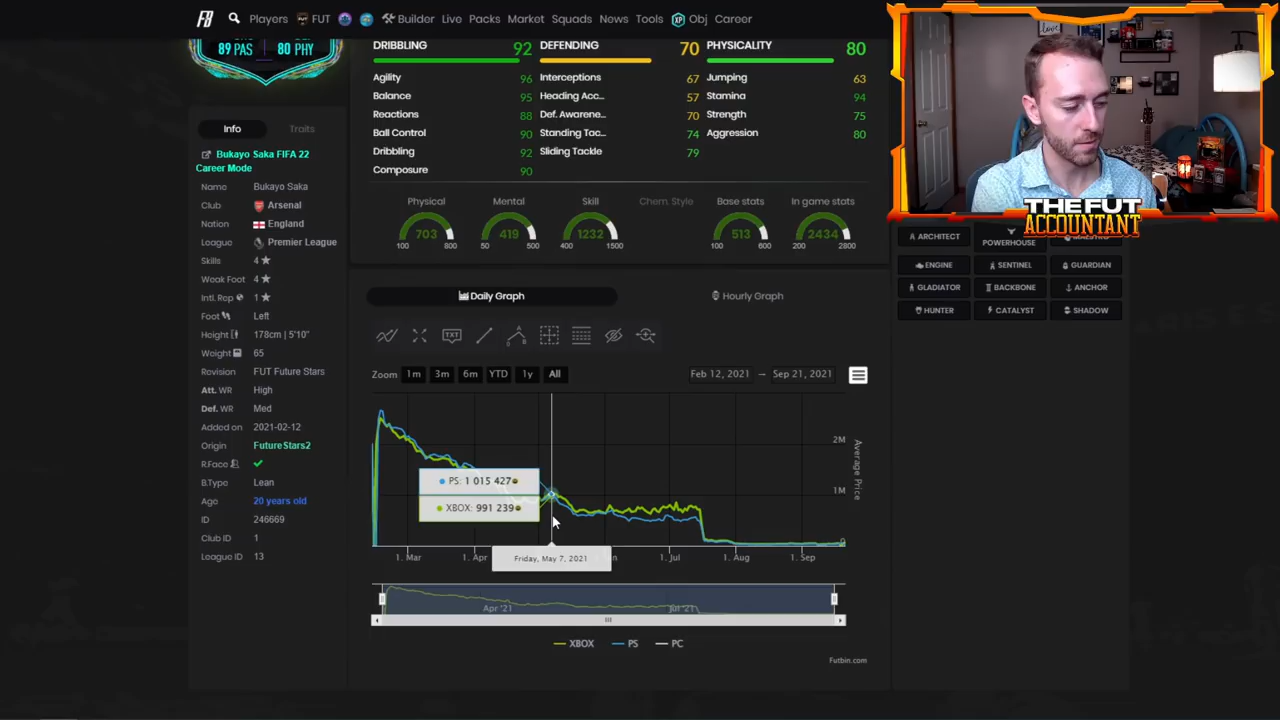 F8 Players FUT Builder Live Packs Market Squads News Tools XP Obj Career
89 PAS 80 PHY
DRIBBLING 92
Agility 96
Balance 95
Reactions 88
Ball Control 90
Dribbling 92
Composure 90
DEFENDING 70
Interceptions 67
Heading Acc... 57
Def. Awarene... 70
Standing Tac... 74
Sliding Tackle 79
PHYSICALITY 80
Jumping 63
Stamina 94
Strength 75
Aggression 80
Info Traits
Bukayo Saka FIFA 22
Career Mode
Name Bukayo Saka
Club Arsenal
Nation England
League Premier League
Skills 4
Weak Foot 4
Intl. Rep 1
Foot Left
Height 178cm | 5'10"
Weight 65
Revision FUT Future Stars
Att. WR High
Def. WR Med
Added on 2021-02-12
Origin FutureStars2
R.Face
B.Type Lean
Age 20 years old
ID 246669
Club ID 1
League ID 13
Physical Mental Skill Chem. Style Base stats In game stats
703 419 1232 513 2434
100 800 50 500 400 1500 100 600 200 2800
Daily Graph Hourly Graph
TXT
Zoom 1m 3m 6m YTD 1y All Feb 12, 2021 → Sep 21, 2021
2M
1M
0
Average Price
PS: 1 015 427
XBOX: 991 239
Friday, May 7, 2021
1. Mar 1. Apr 1. Jul 1. Aug 1. Sep
Apr '21 Jul '21
XBOX PS PC
Futbin.com
THE FUT
ACCOUNTANT
love
ARCHITECT POWERHOUSE
ENGINE SENTINEL GUARDIAN
GLADIATOR BACKBONE ANCHOR
HUNTER CATALYST SHADOW